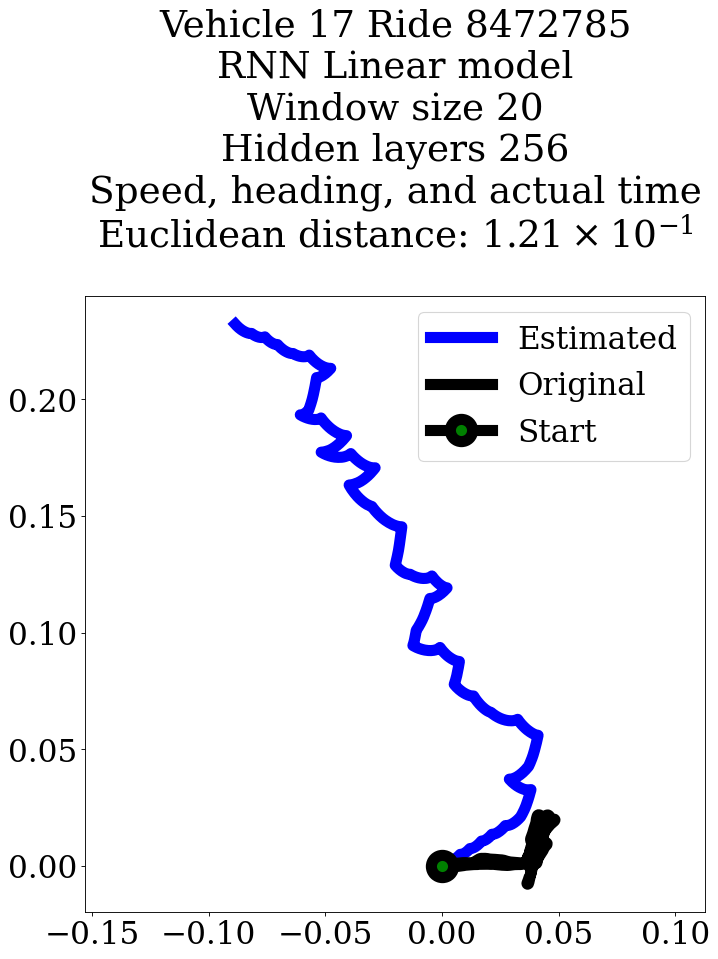 Vehicle 17 Ride 8472785
RNN Linear model
Window size 20
Hidden layers 256
Speed, heading, and actual time
Euclidean distance: 1.21 × 10⁻¹
Estimated
Original
Start
0.20
0.15
0.10
0.05
0.00
−0.15 −0.10 −0.05 0.00 0.05 0.10